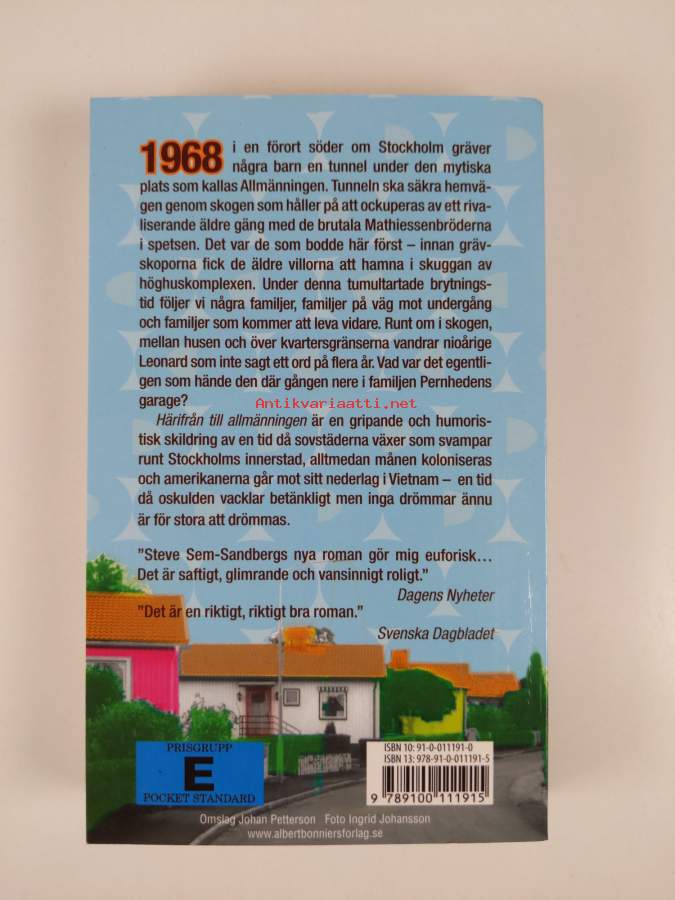 1968 i en förort söder om Stockholm gräver
några barn en tunnel under den mytiska
plats som kallas Allmänningen. Tunneln ska säkra hemvä-
gen genom skogen som håller på att ockuperas av ett riva-
liserande äldre gäng med de brutala Mathiessenbröderna
i spetsen. Det var de som bodde här först – innan gräv-
skoporna fick de äldre villorna att hamna i skuggan av
höghuskomplexen. Under denna tumultartade brytnings-
tid följer vi några familjer, familjer på väg mot undergång
och familjer som kommer att leva vidare. Runt om i skogen,
mellan husen och över kvartersgränserna vandrar nioårige
Leonard som inte sagt ett ord på flera år. Vad var det egentli-
gen som hände den där gången nere i familjen Pernhedens
garage?
Antikvariaatti.net
Härifrån till allmänningen är en gripande och humoris-
tisk skildring av en tid då sovstäderna växer som svampar
runt Stockholms innerstad, alltmedan månen koloniseras
och amerikanerna går mot sitt nederlag i Vietnam – en tid
då oskulden vacklar betänkligt men inga drömmar ännu
är för stora att drömmas.
”Steve Sem-Sandbergs nya roman gör mig euforisk…
Det är saftigt, glimrande och vansinnigt roligt.”
Dagens Nyheter
”Det är en riktigt, riktigt bra roman.”
Svenska Dagbladet
PRISGRUPP
E
POCKET STANDARD
ISBN 10: 91-0-011191-0
ISBN 13: 978-91-0-011191-5
9 789100 111915
Omslag Johan Petterson Foto Ingrid Johansson
www.albertbonniersforlag.se